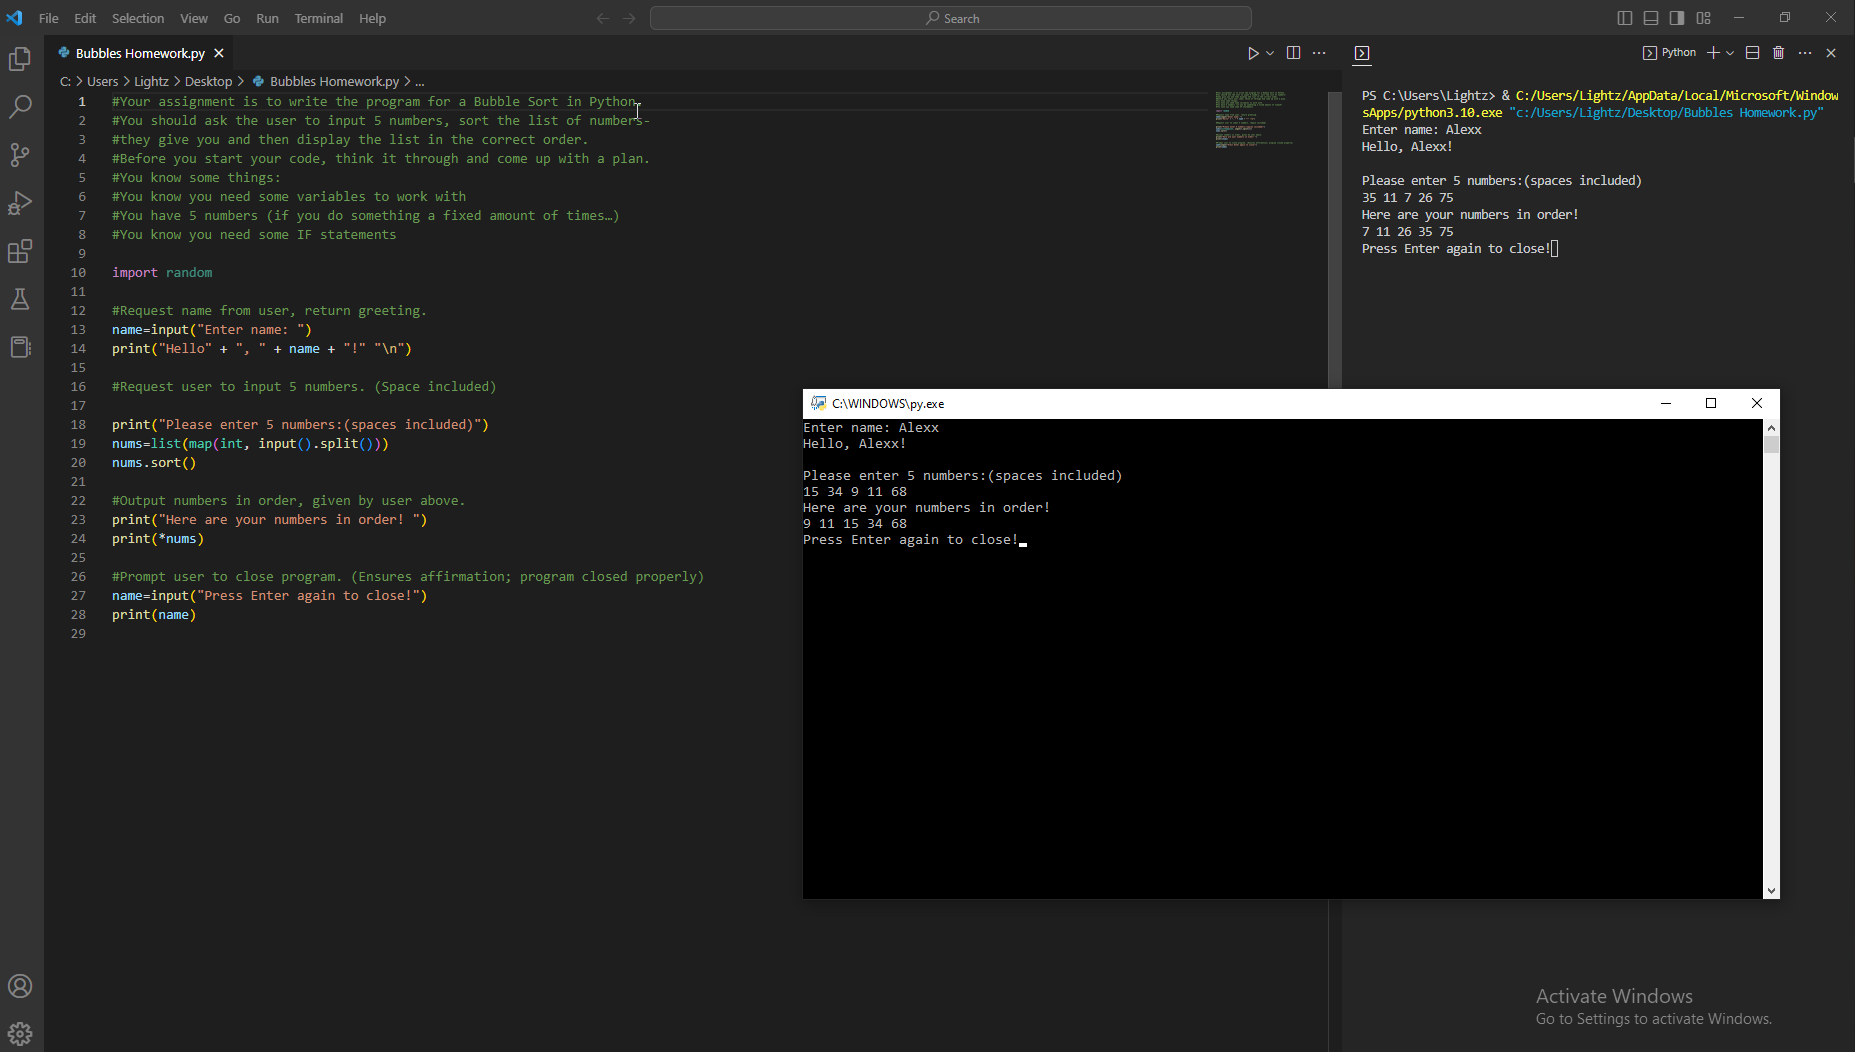 File Edit Selection View Go Run Terminal Help
Search
Bubbles Homework.py
Python
C: > Users > Lightz > Desktop > Bubbles Homework.py > ...
1 #Your assignment is to write the program for a Bubble Sort in Python-
2 #You should ask the user to input 5 numbers, sort the list of numbers-
3 #they give you and then display the list in the correct order.
4 #Before you start your code, think it through and come up with a plan.
5 #You know some things:
6 #You know you need some variables to work with
7 #You have 5 numbers (if you do something a fixed amount of times…)
8 #You know you need some IF statements
9
10 import random
11
12 #Request name from user, return greeting.
13 name=input("Enter name: ")
14 print("Hello" + ", " + name + "!" "\n")
15
16 #Request user to input 5 numbers. (Space included)
17
18 print("Please enter 5 numbers:(spaces included)")
19 nums=list(map(int, input().split()))
20 nums.sort()
21
22 #Output numbers in order, given by user above.
23 print("Here are your numbers in order! ")
24 print(*nums)
25
26 #Prompt user to close program. (Ensures affirmation; program closed properly)
27 name=input("Press Enter again to close!")
28 print(name)
29
PS C:\Users\Lightz> & C:/Users/Lightz/AppData/Local/Microsoft/Window
sApps/python3.10.exe "c:/Users/Lightz/Desktop/Bubbles Homework.py"
Enter name: Alexx
Hello, Alexx!
Please enter 5 numbers:(spaces included)
35 11 7 26 75
Here are your numbers in order!
7 11 26 35 75
Press Enter again to close!
C:\WINDOWS\py.exe
Enter name: Alexx
Hello, Alexx!
Please enter 5 numbers:(spaces included)
15 34 9 11 68
Here are your numbers in order!
9 11 15 34 68
Press Enter again to close!
Activate Windows
Go to Settings to activate Windows.